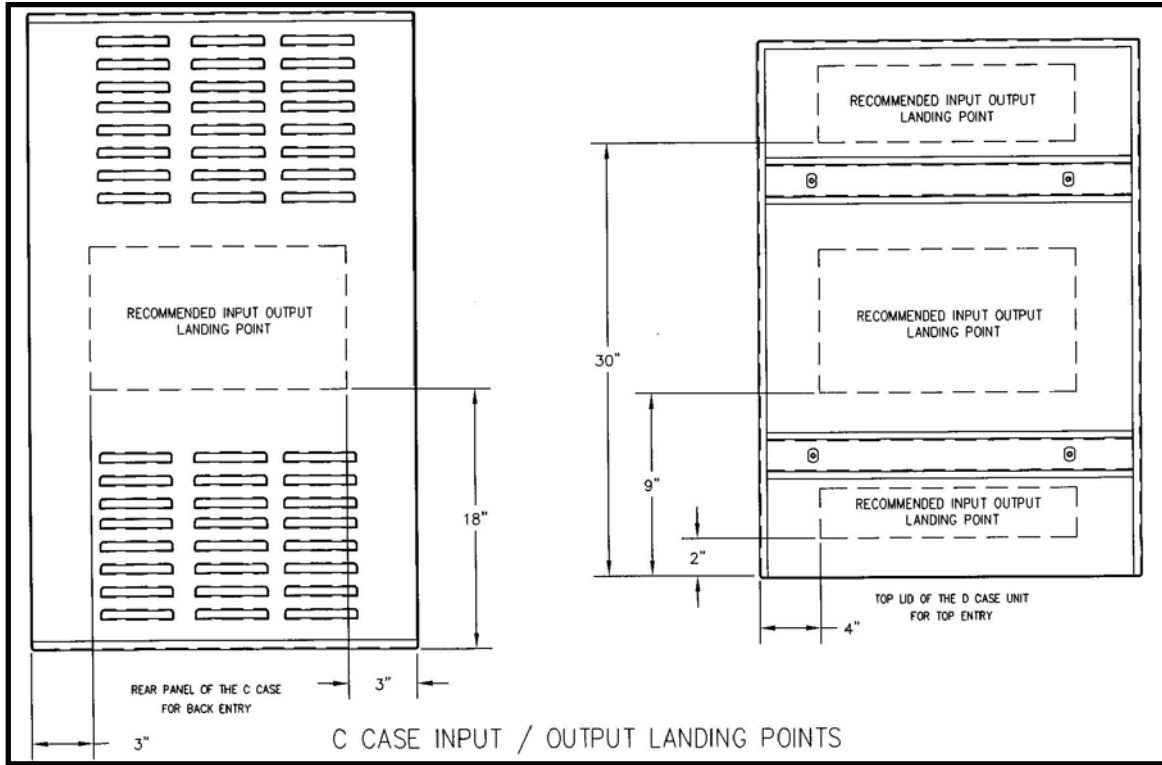 RECOMMENDED INPUT OUTPUT
LANDING POINT
18"
3"
3"
REAR PANEL OF THE C CASE
FOR BACK ENTRY
RECOMMENDED INPUT OUTPUT
LANDING POINT
30"
RECOMMENDED INPUT OUTPUT
LANDING POINT
9"
RECOMMENDED INPUT OUTPUT
LANDING POINT
2"
4"
TOP LID OF THE D CASE UNIT
FOR TOP ENTRY
C CASE INPUT / OUTPUT LANDING POINTS